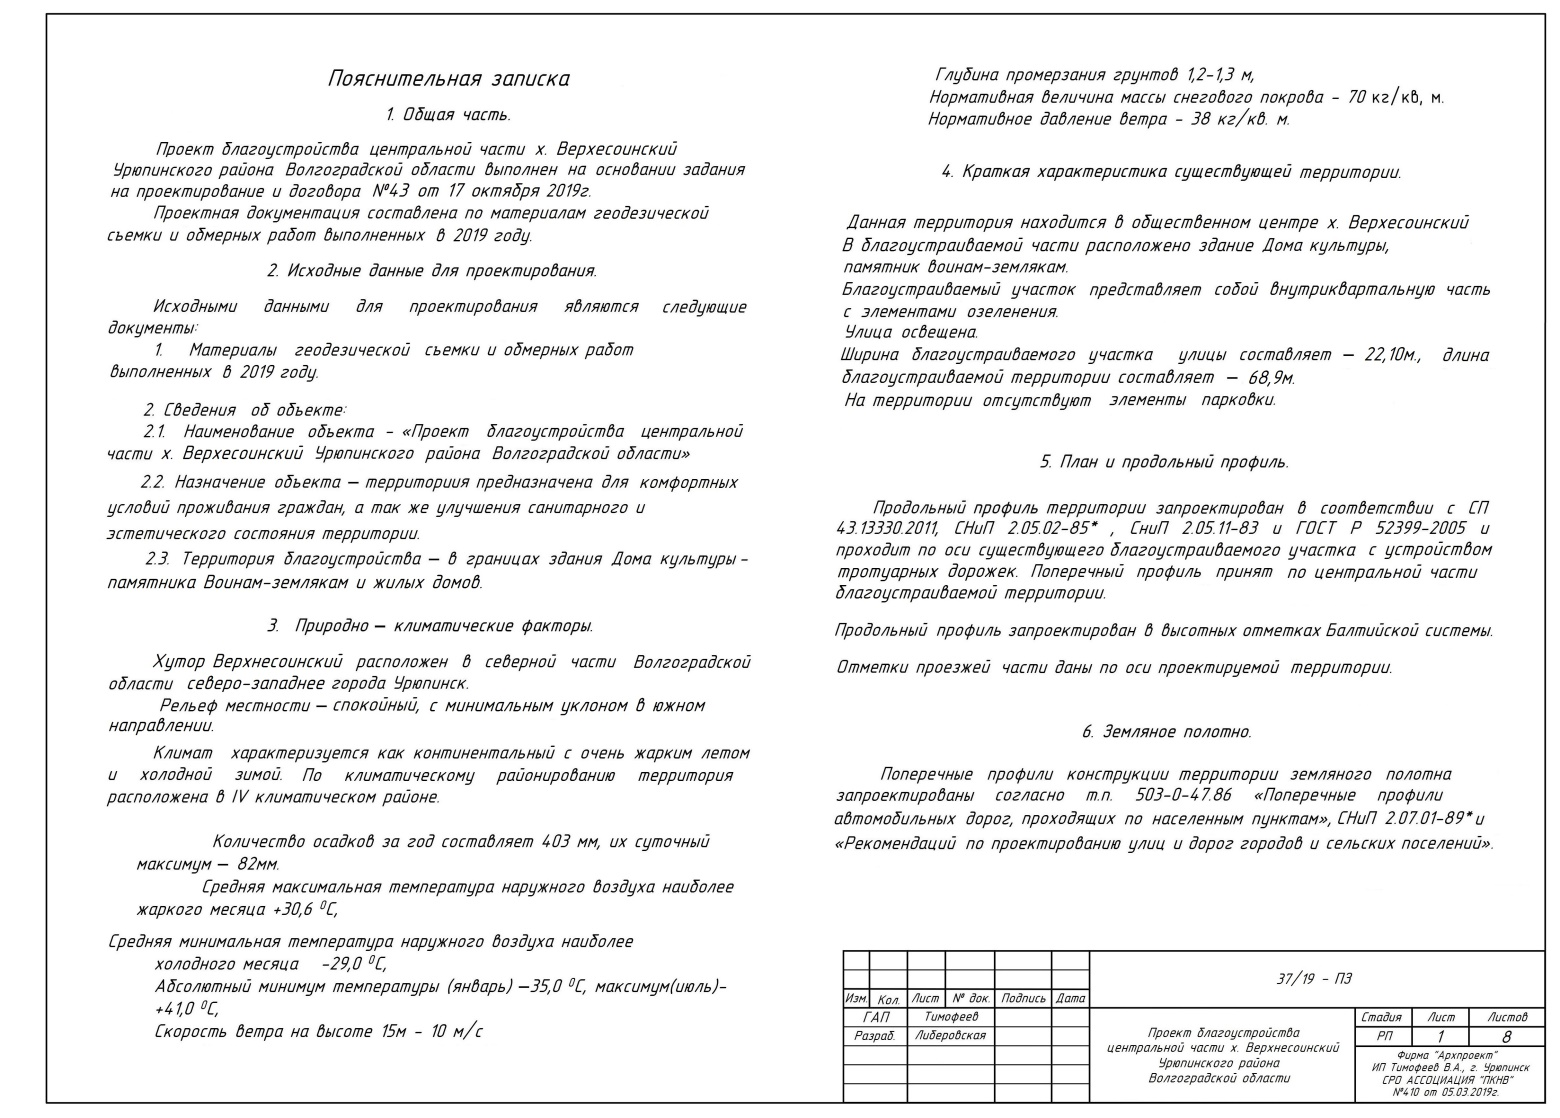 Пояснительная записка
1. Общая часть.
Проект благоустройства центральной части х. Верхесоинский
Урюпинского района Волгоградской области выполнен на основании задания
на проектирование и договора №43 от 17 октября 2019г.
Проектная документация составлена по материалам геодезической
съемки и обмерных работ выполненных в 2019 году.
2. Исходные данные для проектирования.
Исходными данными для проектирования являются следующие
документы:
1. Материалы геодезической съемки и обмерных работ
выполненных в 2019 году.
2. Сведения об объекте:
2.1. Наименование объекта - «Проект благоустройства центральной
части х. Верхесоинский Урюпинского района Волгоградской области»
2.2. Назначение объекта – территориия предназначена для комфортных
условий проживания граждан, а так же улучшения санитарного и
эстетического состояния территории.
2.3. Территория благоустройства – в границах здания Дома культуры -
памятника Воинам-землякам и жилых домов.
3. Природно – климатические факторы.
Хутор Верхнесоинский расположен в северной части Волгоградской
области северо-западнее города Урюпинск.
Рельеф местности – спокойный, с минимальным уклоном в южном
направлении.
Климат характеризуется как континентальный с очень жарким летом
и холодной зимой. По климатическому районированию территория
расположена в IV климатическом районе.
Количество осадков за год составляет 403 мм, их суточный
максимум – 82мм.
Средняя максимальная температура наружного воздуха наиболее
жаркого месяца +30,6 ⁰С,
Средняя минимальная температура наружного воздуха наиболее
холодного месяца -29,0 ⁰С,
Абсолютный минимум температуры (январь) –35,0 ⁰С, максимум(июль)-
+41,0 ⁰С,
Скорость ветра на высоте 15м - 10 м/с
Глубина промерзания грунтов 1,2-1,3 м,
Нормативная величина массы снегового покрова - 70 кг/кв, м.
Нормативное давление ветра - 38 кг/кв. м.
4. Краткая характеристика существующей территории.
Данная территория находится в общественном центре х. Верхесоинский
В благоустраиваемой части расположено здание Дома культуры,
памятник воинам-землякам.
Благоустраиваемый участок представляет собой внутриквартальную часть
с элементами озеленения.
Улица освещена.
Ширина благоустраиваемого участка улицы составляет – 22,10м., длина
благоустраиваемой территории составляет – 68,9м.
На территории отсутствуют элементы парковки.
5. План и продольный профиль.
Продольный профиль территории запроектирован в соответствии с СП
43.13330.2011, СНиП 2.05.02-85* , СниП 2.05.11-83 и ГОСТ Р 52399-2005 и
проходит по оси существующего благоустраиваемого участка с устройством
тротуарных дорожек. Поперечный профиль принят по центральной части
благоустраиваемой территории.
Продольный профиль запроектирован в высотных отметках Балтийской системы.
Отметки проезжей части даны по оси проектируемой территории.
6. Земляное полотно.
Поперечные профили конструкции территории земляного полотна
запроектированы согласно т.п. 503-0-47.86 «Поперечные профили
автомобильных дорог, проходящих по населенным пунктам», СНиП 2.07.01-89* и
«Рекомендаций по проектированию улиц и дорог городов и сельских поселений».
37/19 - ПЗ
Изм. Кол. Лист № док. Подпись Дата
ГАП Тимофеев
Разраб. Либеровская
Проект благоустройства
центральной части х. Верхнесоинский
Урюпинского района
Волгоградской области
Стадия Лист Листов
РП 1 8
Фирма "Архпроект"
ИП Тимофеев В.А., г. Урюпинск
СРО АССОЦИАЦИЯ "ПКНВ"
№410 от 05.03.2019г.